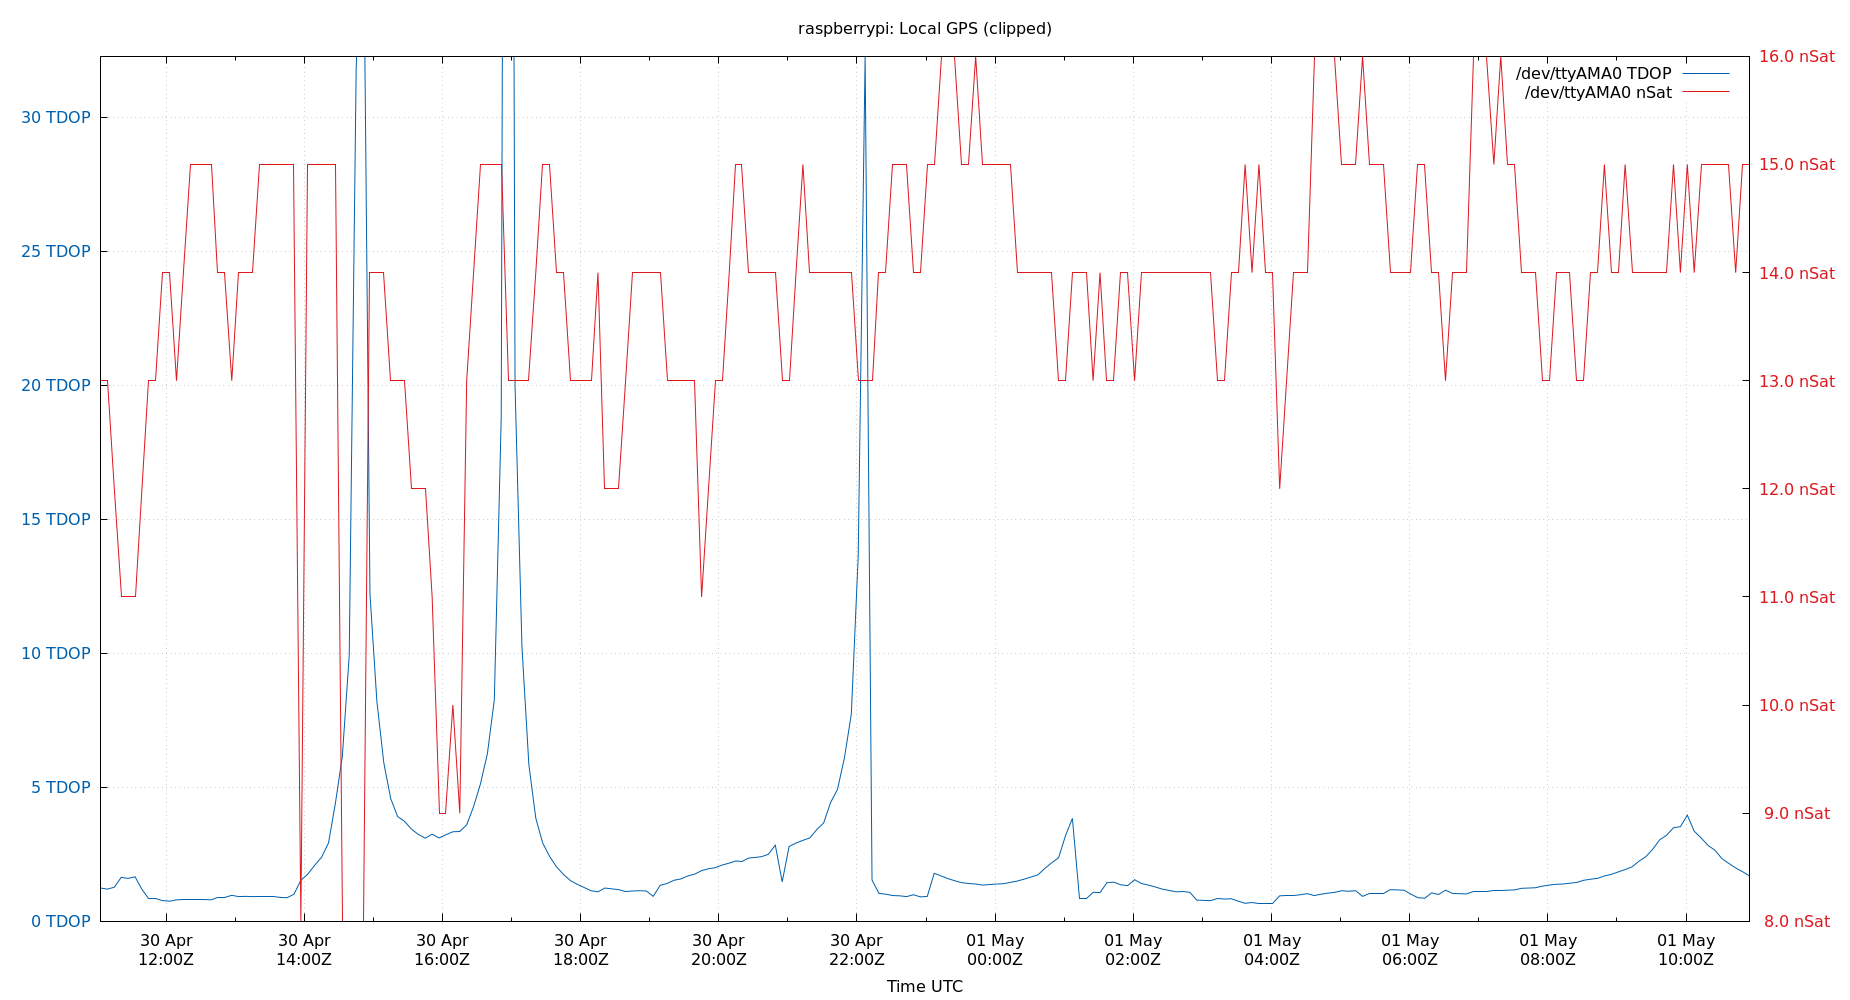 raspberrypi: Local GPS (clipped)
/dev/ttyAMA0 TDOP
/dev/ttyAMA0 nSat
30 TDOP
25 TDOP
20 TDOP
15 TDOP
10 TDOP
5 TDOP
0 TDOP
16.0 nSat
15.0 nSat
14.0 nSat
13.0 nSat
12.0 nSat
11.0 nSat
10.0 nSat
9.0 nSat
8.0 nSat
30 Apr
12:00Z
30 Apr
14:00Z
30 Apr
16:00Z
30 Apr
18:00Z
30 Apr
20:00Z
30 Apr
22:00Z
01 May
00:00Z
01 May
02:00Z
01 May
04:00Z
01 May
06:00Z
01 May
08:00Z
01 May
10:00Z
Time UTC